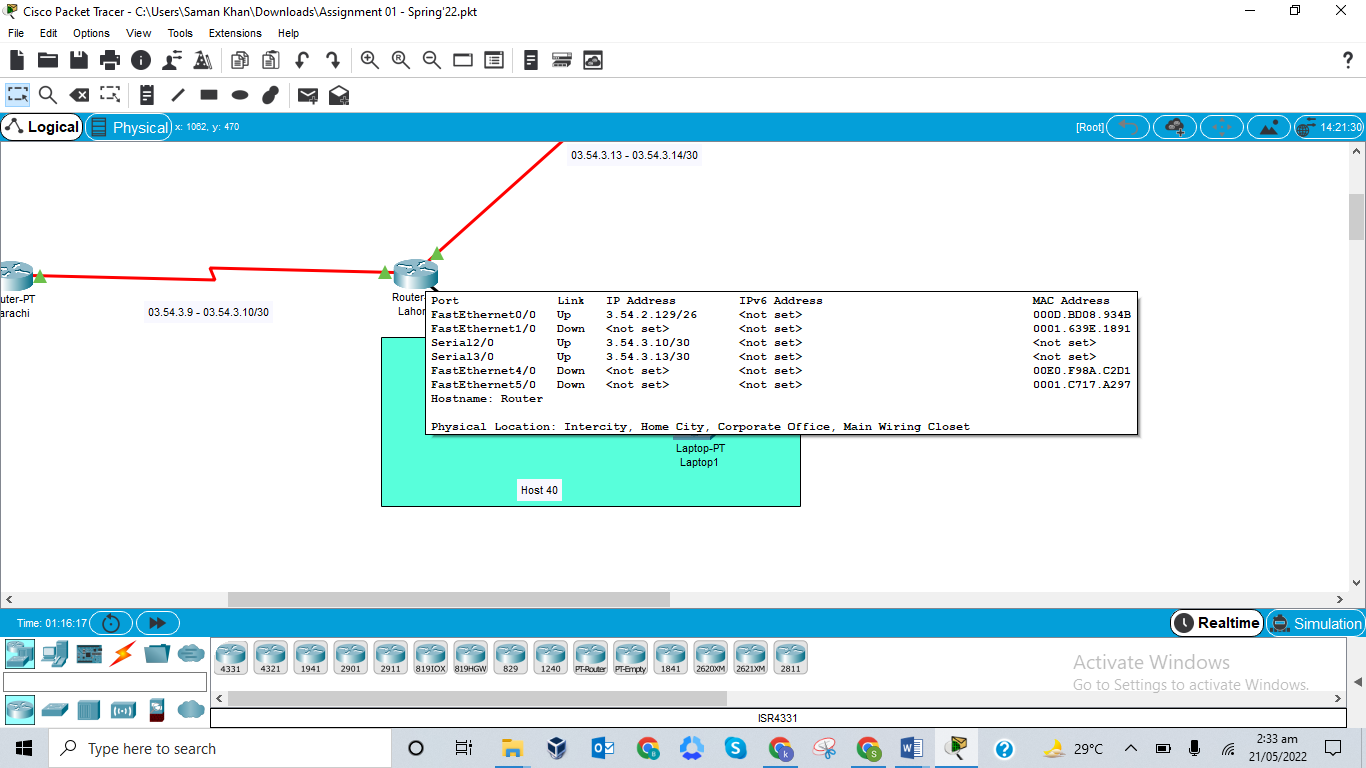 Cisco Packet Tracer - C:\Users\Saman Khan\Downloads\Assignment 01 - Spring'22.pkt
File Edit Options View Tools Extensions Help
Logical Physical x: 1062, y: 470 [Root] 14:21:30
03.54.3.13 - 03.54.3.14/30
uter-PT
arachi
03.54.3.9 - 03.54.3.10/30
Router-
Lahor
Port Link IP Address IPv6 Address MAC Address
FastEthernet0/0 Up 3.54.2.129/26 <not set> 000D.BD08.934B
FastEthernet1/0 Down <not set> <not set> 0001.639E.1891
Serial2/0 Up 3.54.3.10/30 <not set> <not set>
Serial3/0 Up 3.54.3.13/30 <not set> <not set>
FastEthernet4/0 Down <not set> <not set> 00E0.F98A.C2D1
FastEthernet5/0 Down <not set> <not set> 0001.C717.A297
Hostname: Router
Physical Location: Intercity, Home City, Corporate Office, Main Wiring Closet
Laptop-PT
Laptop1
Host 40
Time: 01:16:17 Realtime Simulation
4331 4321 1941 2901 2911 819IOX 819HGW 829 1240 PT-Router PT-Empty 1841 2620XM 2621XM 2811
Activate Windows
Go to Settings to activate Windows.
ISR4331
Type here to search
29°C
2:33 am
21/05/2022